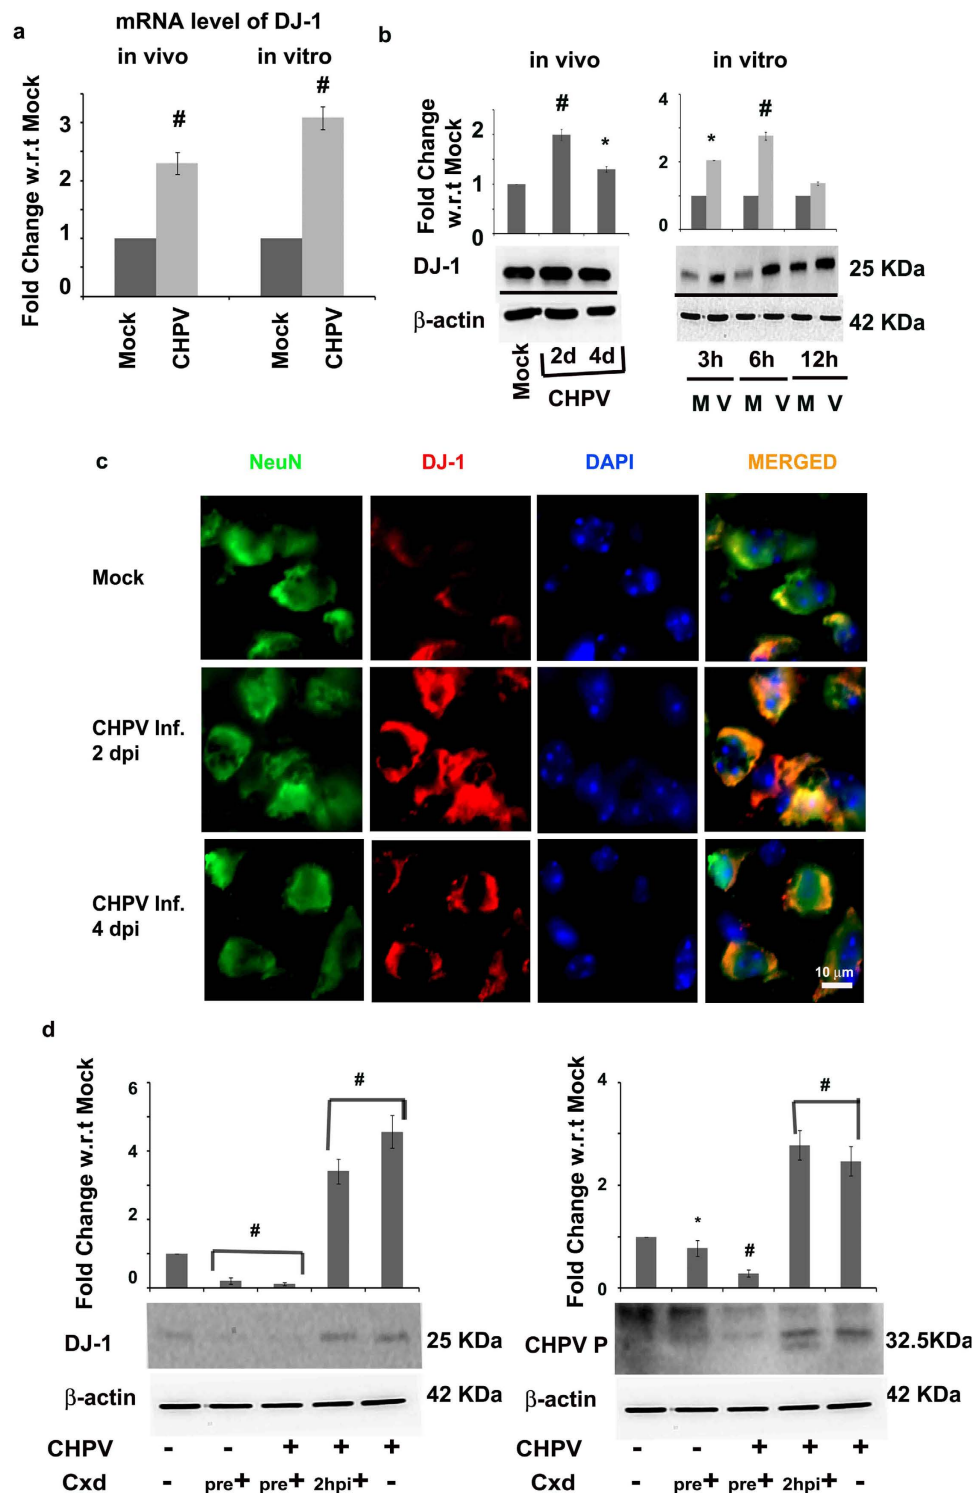 a
mRNA level of DJ-1
in vivo
in vitro
Fold Change w.r.t Mock
3
2
1
0
#
#
Mock
CHPV
Mock
CHPV
b
in vivo
in vitro
Fold Change
w.r.t Mock
2
1
0
#
*
4
2
0
*
#
DJ-1
25 KDa
β-actin
42 KDa
Mock
2d 4d
CHPV
3h 6h 12h
M V M V M V
c
NeuN
DJ-1
DAPI
MERGED
Mock
CHPV Inf.
2 dpi
CHPV Inf.
4 dpi
10 μm
d
Fold Change w.r.t Mock
6
4
2
0
#
#
DJ-1
25 KDa
β-actin
42 KDa
CHPV - - + + +
Cxd - pre+ pre+ 2hpi+ -
Fold Change w.r.t Mock
4
2
0
*
#
#
CHPV P
32.5KDa
β-actin
42 KDa
- - + + +
- pre+ pre+ 2hpi+ -